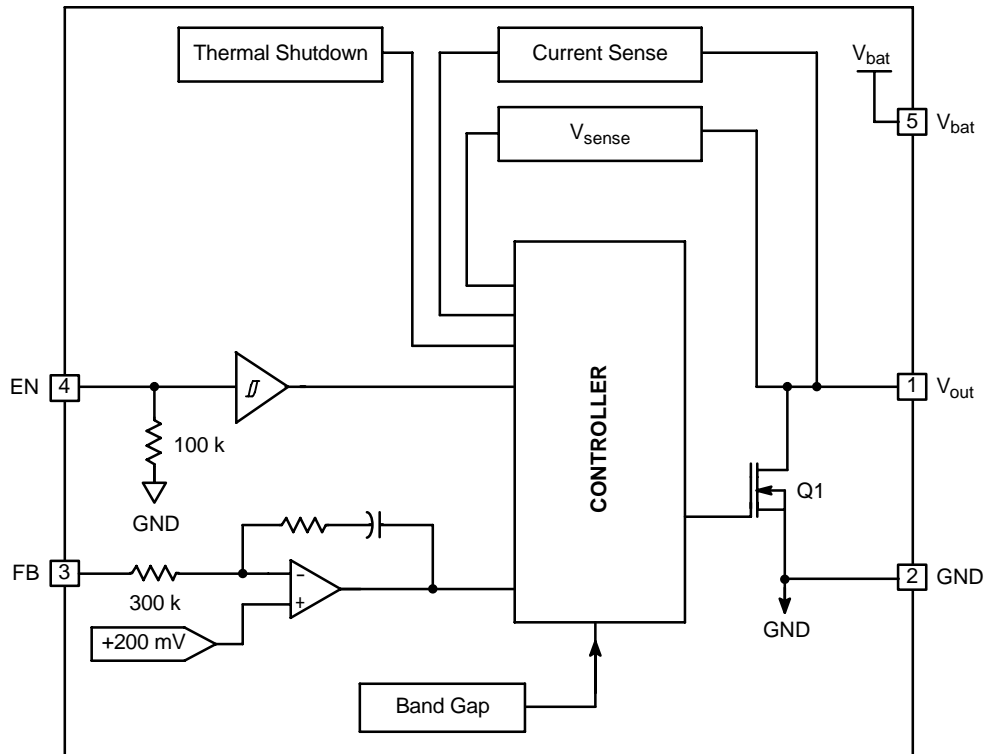 Thermal Shutdown
Current Sense
Vbat
5
Vbat
Vsense
EN
4
100 k
GND
CONTROLLER
1
Vout
Q1
FB
3
300 k
−
+
+200 mV
2
GND
GND
Band Gap